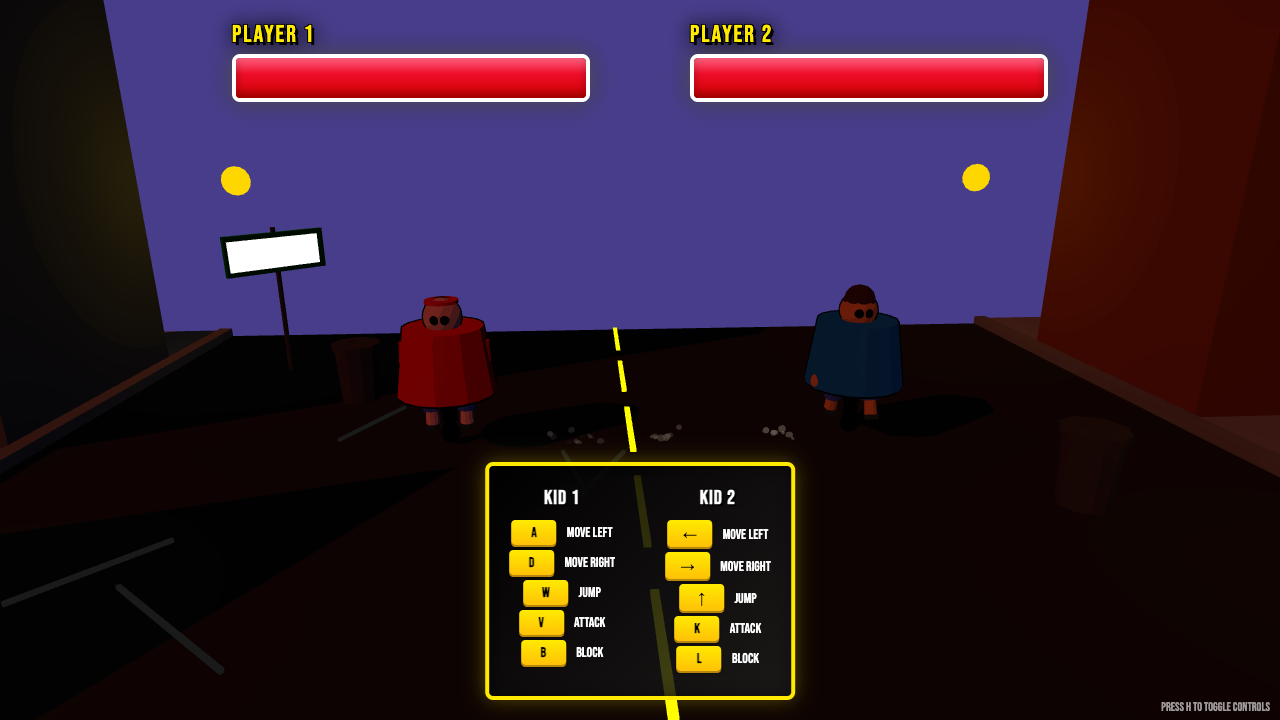 PLAYER 1
PLAYER 2
KID 1
A MOVE LEFT
D MOVE RIGHT
W JUMP
V ATTACK
B BLOCK
KID 2
← MOVE LEFT
→ MOVE RIGHT
↑ JUMP
K ATTACK
L BLOCK
PRESS H TO TOGGLE CONTROLS